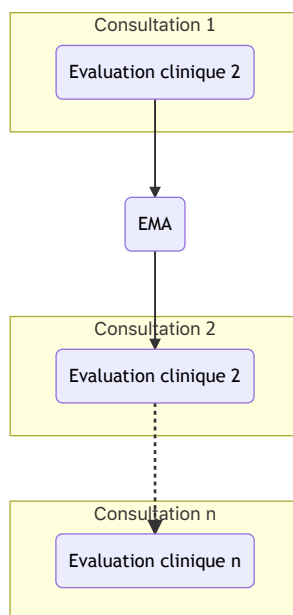 Consultation 1
Evaluation clinique 2
EMA
Consultation 2
Evaluation clinique 2
Consultation n
Evaluation clinique n